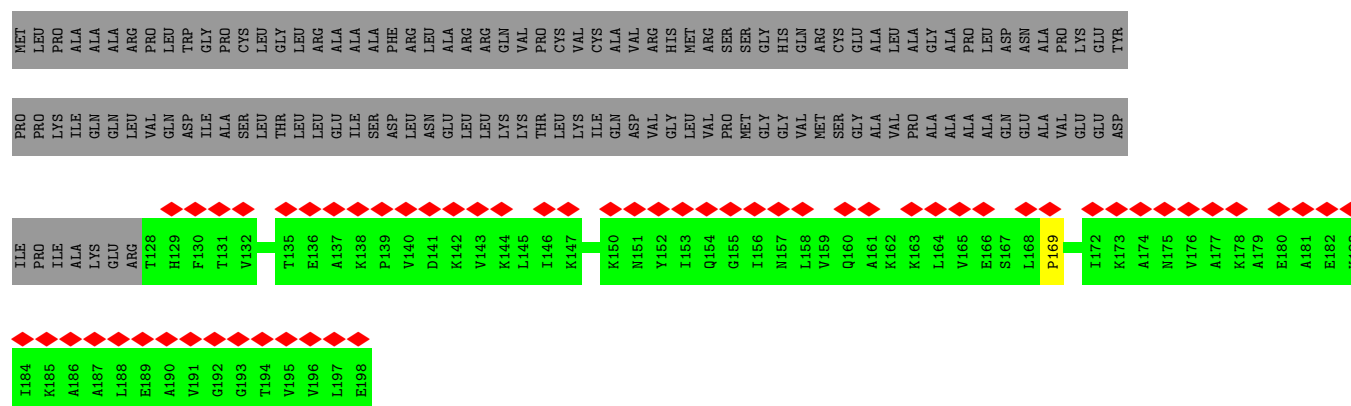 MET LEU PRO ALA ALA ALA ARG PRO LEU TRP GLY PRO CYS LEU GLY LEU ARG ALA ALA ALA PHE ARG LEU ALA ARG ARG GLN VAL PRO CYS VAL CYS ALA VAL ARG HIS MET ARG SER SER GLY HIS GLN ARG CYS GLU ALA LEU ALA GLY ALA PRO LEU ASP ASN ALA PRO LYS GLU TYR
PRO PRO LYS ILE GLN GLN LEU VAL GLN ASP ILE ALA SER LEU THR LEU LEU GLU ILE SER ASP LEU ASN GLU LEU LEU LYS LYS THR LEU LYS ILE GLN ASP VAL GLY LEU VAL PRO MET GLY GLY VAL MET SER GLY ALA VAL PRO ALA ALA ALA ALA GLN GLU ALA VAL GLU GLU ASP
ILE PRO ILE ALA LYS GLU ARG T128 H129 F130 T131 V132 T135 E136 A137 K138 P139 V140 D141 K142 V143 K144 L145 I146 K147 K150 N151 Y152 I153 Q154 G155 I156 N157 L158 V159 Q160 A161 K162 K163 L164 V165 E166 S167 L168 P169 I172 K173 A174 N175 V176 A177 K178 A179 E180 A181 E182
I184 K185 A186 A187 L188 E189 A190 V191 G192 G193 T194 V195 V196 L197 E198